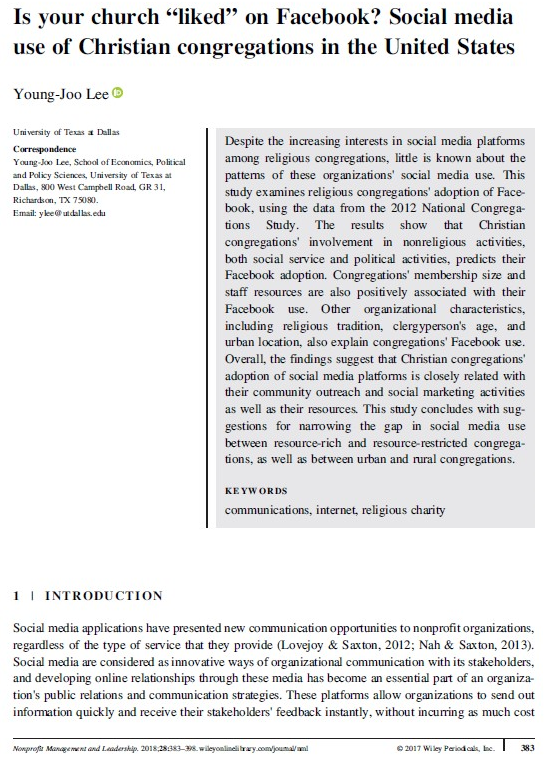 Is your church “liked” on Facebook? Social media
use of Christian congregations in the United States
Young-Joo Lee iD
University of Texas at Dallas
Correspondence
Young-Joo Lee, School of Economics, Political
and Policy Sciences, University of Texas at
Dallas, 800 West Campbell Road, GR 31,
Richardson, TX 75080.
Email: ylee@utdallas.edu
Despite the increasing interests in social media platforms
among religious congregations, little is known about the
patterns of these organizations' social media use. This
study examines religious congregations' adoption of Face-
book, using the data from the 2012 National Congrega-
tions Study. The results show that Christian
congregations' involvement in nonreligious activities,
both social service and political activities, predicts their
Facebook adoption. Congregations' membership size and
staff resources are also positively associated with their
Facebook use. Other organizational characteristics,
including religious tradition, clergyperson's age, and
urban location, also explain congregations' Facebook use.
Overall, the findings suggest that Christian congregations'
adoption of social media platforms is closely related with
their community outreach and social marketing activities
as well as their resources. This study concludes with sug-
gestions for narrowing the gap in social media use
between resource-rich and resource-restricted congrega-
tions, as well as between urban and rural congregations.
KEYWORDS
communications, internet, religious charity
1 | INTRODUCTION
Social media applications have presented new communication opportunities to nonprofit organizations,
regardless of the type of service that they provide (Lovejoy & Saxton, 2012; Nah & Saxton, 2013).
Social media are considered as innovative ways of organizational communication with its stakeholders,
and developing online relationships through these media has become an essential part of an organiza-
tion's public relations and communication strategies. These platforms allow organizations to send out
information quickly and receive their stakeholders' feedback instantly, without incurring as much cost
Nonprofit Management and Leadership. 2018;28:383–398. wileyonlinelibrary.com/journal/nml © 2017 Wiley Periodicals, Inc. 383